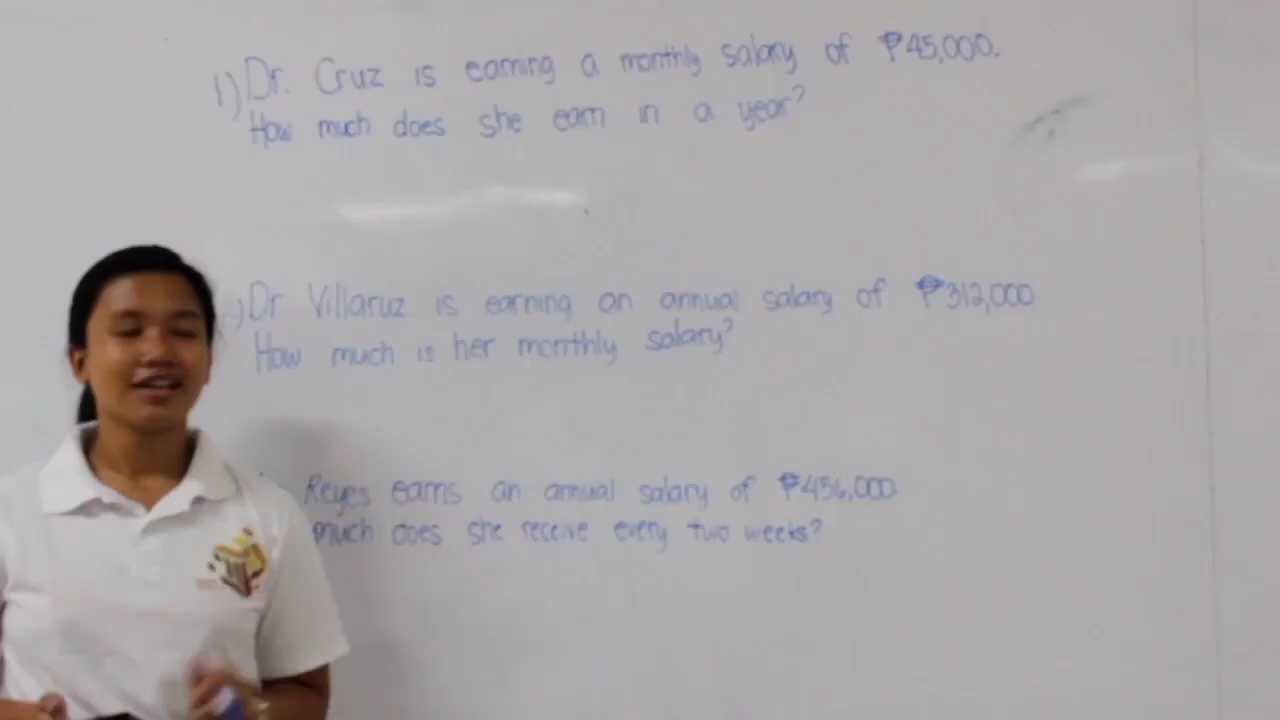 1) Dr. Cruz is earning a monthly salary of ₱45,000.
How much does she earn in a year?
) Dr Villaruz is earning an annual salary of ₱312,000
How much is her monthly salary?
Reyes earns an annual salary of ₱456,000
much does she receive every two weeks?